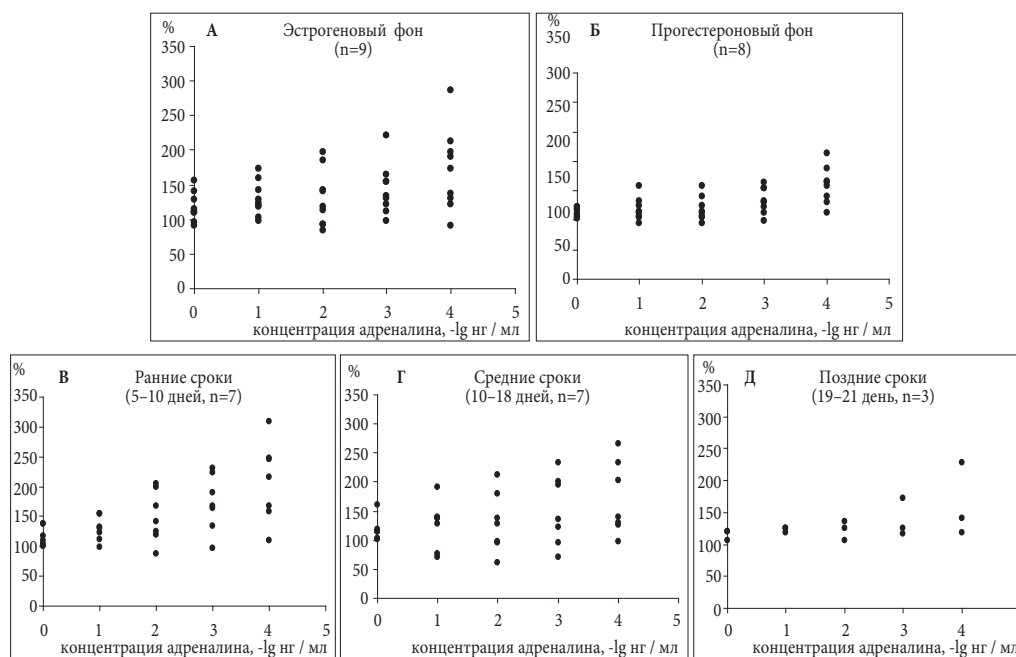 %
А
Эстрогеновый фон
(n=9)
350
300
250
200
150
100
50
0
0 1 2 3 4 5
концентрация адреналина, -lg нг / мл
%
Б
Прогестероновый фон
(n=8)
350
300
200
150
100
50
0
0 1 2 3 4 5
концентрация адреналина, -lg нг / мл
%
В
Ранние сроки
(5–10 дней, n=7)
350
300
250
200
150
100
50
0
0 1 2 3 4 5
концентрация адреналина, -lg нг / мл
%
Г
Средние сроки
(10–18 дней, n=7)
350
300
250
200
150
100
50
0
0 1 2 3 4 5
концентрация адреналина, -lg нг / мл
%
Д
Поздние сроки
(19–21 день, n=3)
350
300
250
200
150
100
50
0
0 1 2 3 4 5
концентрация адреналина, -lg нг / мл